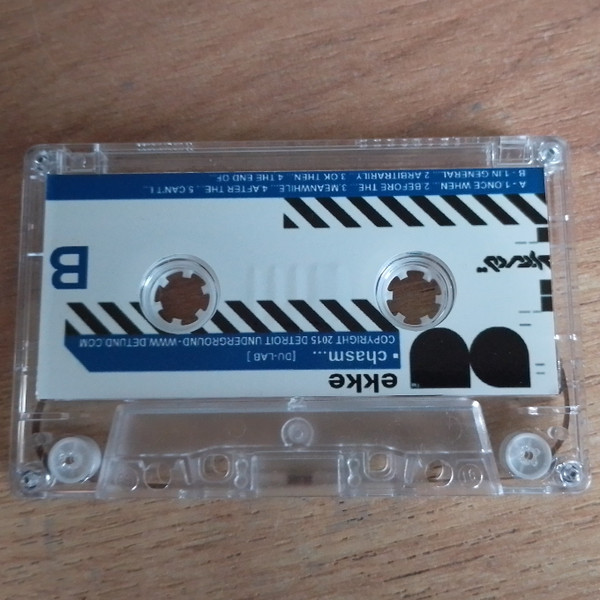 ekke
▪ chasm... [DU-LAB]
COPYRIGHT 2015 DETROIT UNDERGROUND - WWW.DETUND.COM
B
A - 1.ONCE WHEN 2.BEFORE THE 3.MEANWHILE... 4.AFTER THE . 5.CAN'T I...
B - 1.IN GENERAL 2.ARBITRARILY 3.OK THEN. 4.THE END OF